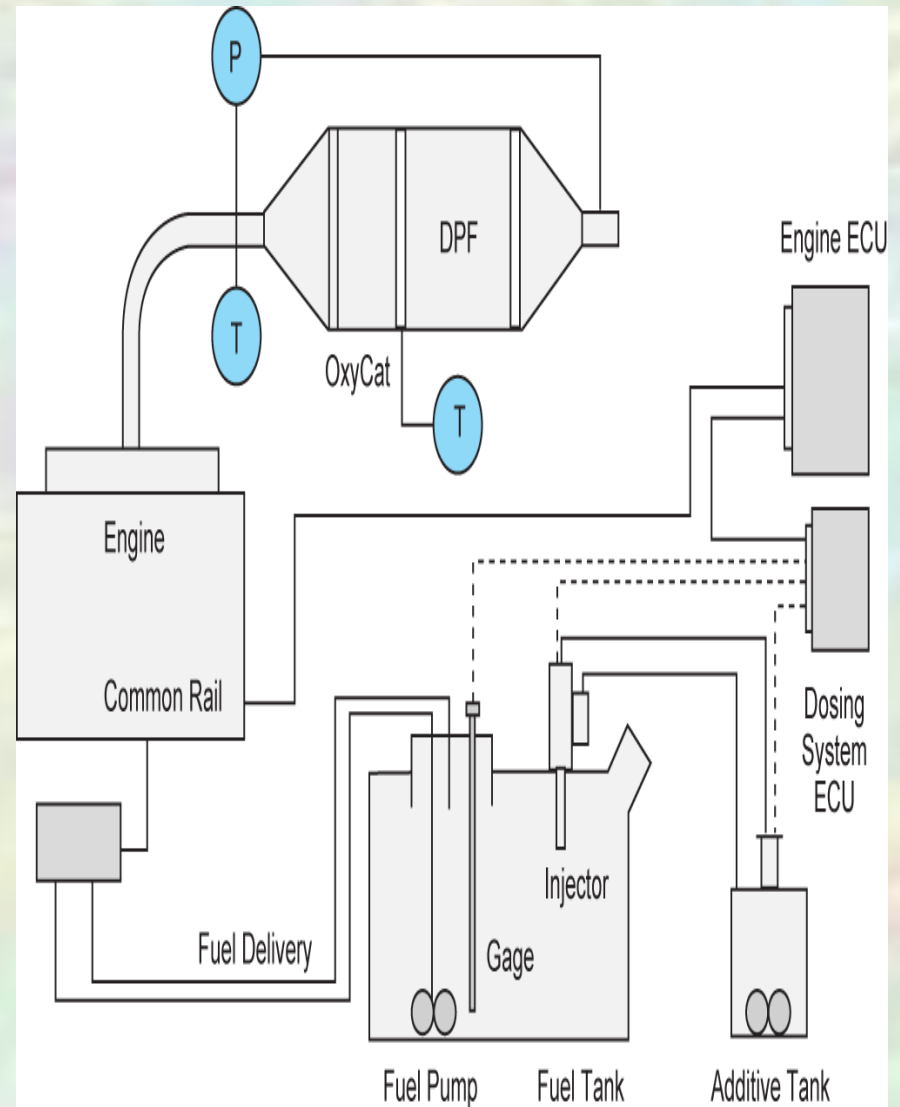 P
DPF
Engine ECU
T
OxyCat
T
Engine
Common Rail
Dosing
System
ECU
Injector
Fuel Delivery
Gage
Fuel Pump
Fuel Tank
Additive Tank